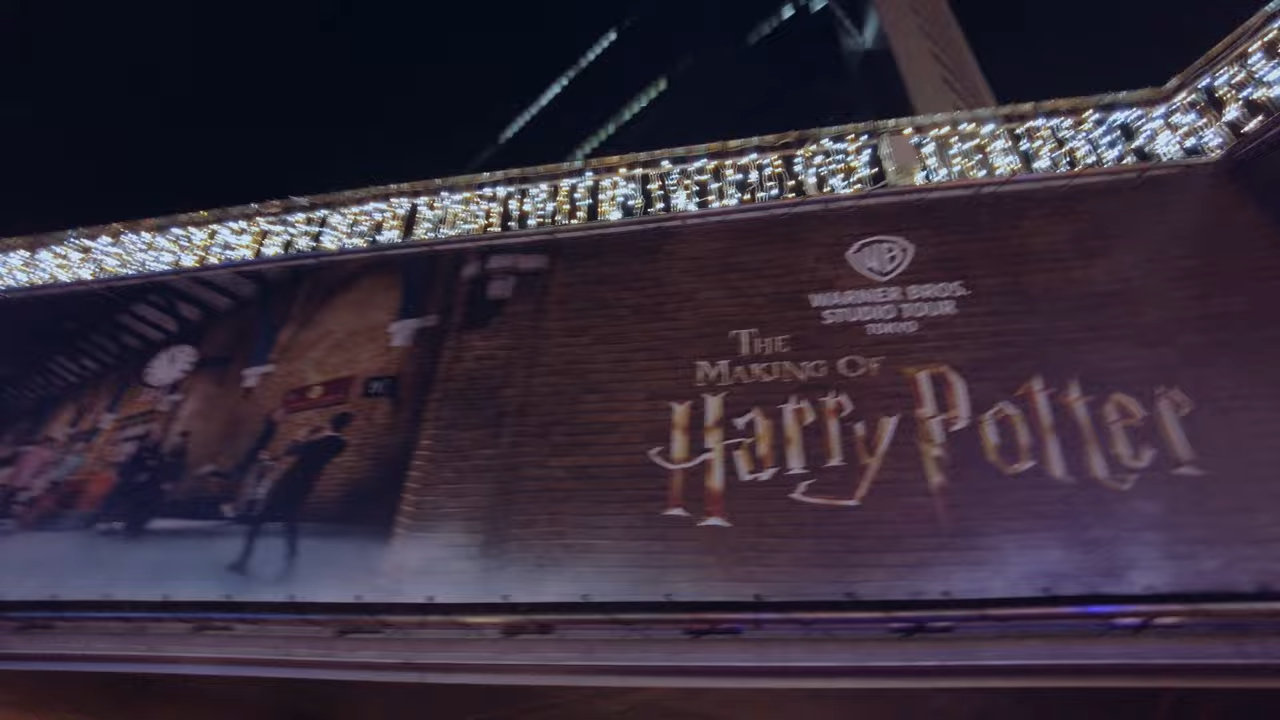 WB
WARNER BROS.
STUDIO TOUR
TOKYO
THE
MAKING OF
Harry Potter